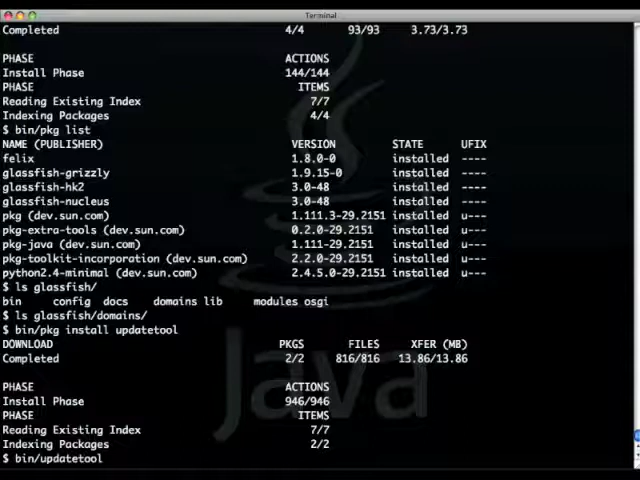 Terminal
Completed 4/4 93/93 3.73/3.73
PHASE ACTIONS
Install Phase 144/144
PHASE ITEMS
Reading Existing Index 7/7
Indexing Packages 4/4
$ bin/pkg list
NAME (PUBLISHER) VERSION STATE UFIX
felix 1.8.0-0 installed ----
glassfish-grizzly 1.9.15-0 installed ----
glassfish-hk2 3.0-48 installed ----
glassfish-nucleus 3.0-48 installed ----
pkg (dev.sun.com) 1.111.3-29.2151 installed u---
pkg-extra-tools (dev.sun.com) 0.2.0-29.2151 installed u---
pkg-java (dev.sun.com) 1.111-29.2151 installed u---
pkg-toolkit-incorporation (dev.sun.com) 2.2.0-29.2151 installed u---
python2.4-minimal (dev.sun.com) 2.4.5.0-29.2151 installed u---
$ ls glassfish/
bin config docs domains lib modules osgi
$ ls glassfish/domains/
$ bin/pkg install updatetool
DOWNLOAD PKGS FILES XFER (MB)
Completed 2/2 816/816 13.86/13.86
PHASE ACTIONS
Install Phase 946/946
PHASE ITEMS
Reading Existing Index 7/7
Indexing Packages 2/2
$ bin/updatetool
Java